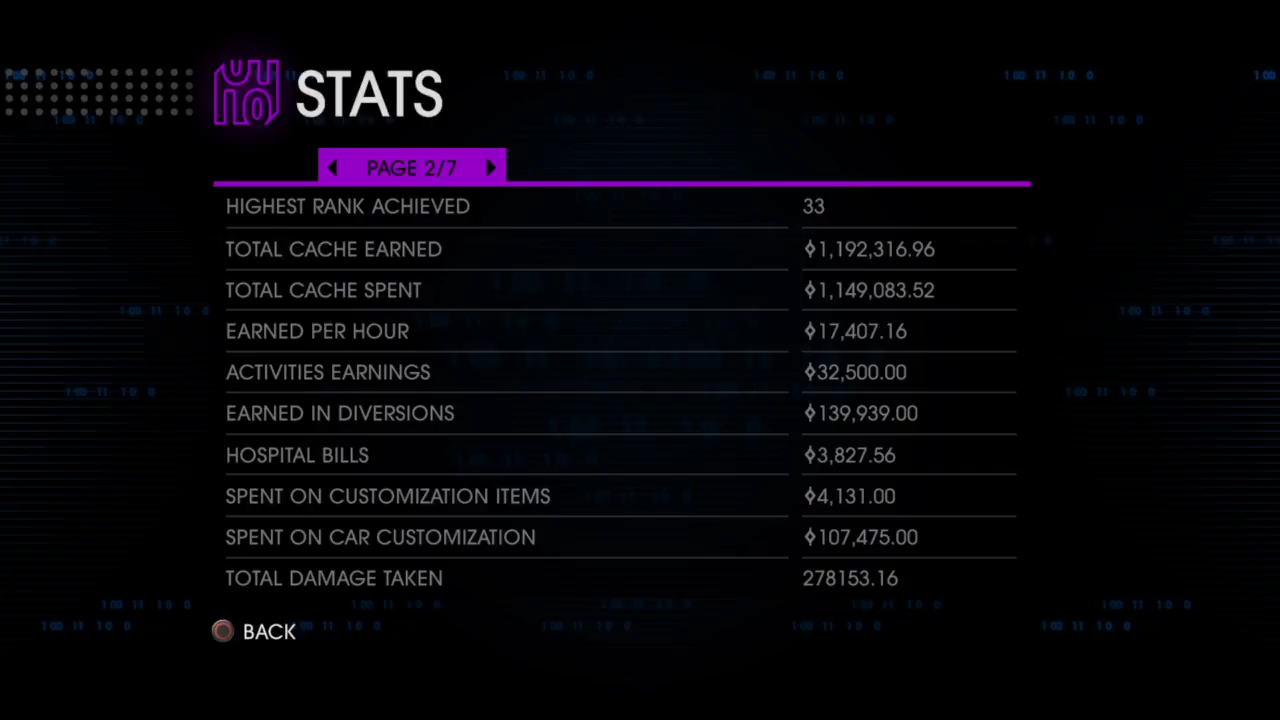 STATS
PAGE 2/7
HIGHEST RANK ACHIEVED 33
TOTAL CACHE EARNED 1,192,316.96
TOTAL CACHE SPENT 1,149,083.52
EARNED PER HOUR 17,407.16
ACTIVITIES EARNINGS 32,500.00
EARNED IN DIVERSIONS 139,939.00
HOSPITAL BILLS 3,827.56
SPENT ON CUSTOMIZATION ITEMS 4,131.00
SPENT ON CAR CUSTOMIZATION 107,475.00
TOTAL DAMAGE TAKEN 278153.16
BACK